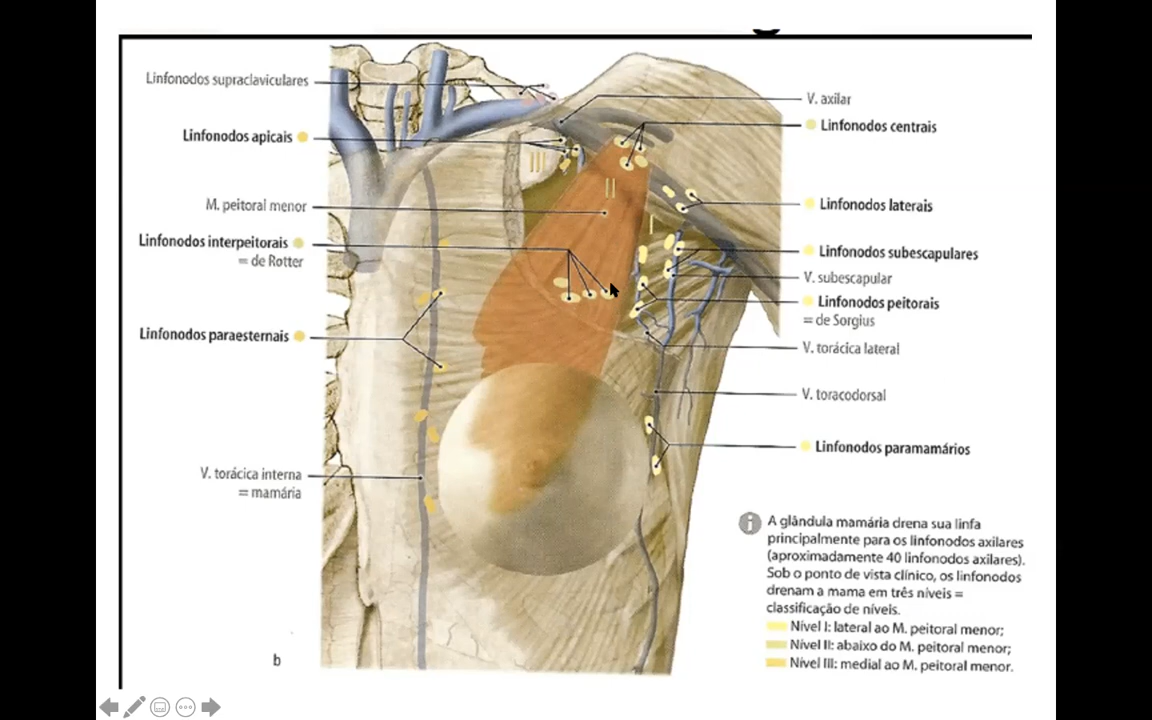 Linfonodos supraclaviculares
Linfonodos apicais
M. peitoral menor
Linfonodos interpeitorais
= de Rotter
Linfonodos paraesternais
V. torácica interna
= mamária
b
III
II
I
V. axilar
Linfonodos centrais
Linfonodos laterais
Linfonodos subescapulares
V. subescapular
Linfonodos peitorais
= de Sorgius
V. torácica lateral
V. toracodorsal
Linfonodos paramamários
i
A glândula mamária drena sua linfa
principalmente para os linfonodos axilares
(aproximadamente 40 linfonodos axilares).
Sob o ponto de vista clínico, os linfonodos
drenam a mama em três níveis =
classificação de níveis.
Nível I: lateral ao M. peitoral menor;
Nível II: abaixo do M. peitoral menor;
Nível III: medial ao M. peitoral menor.